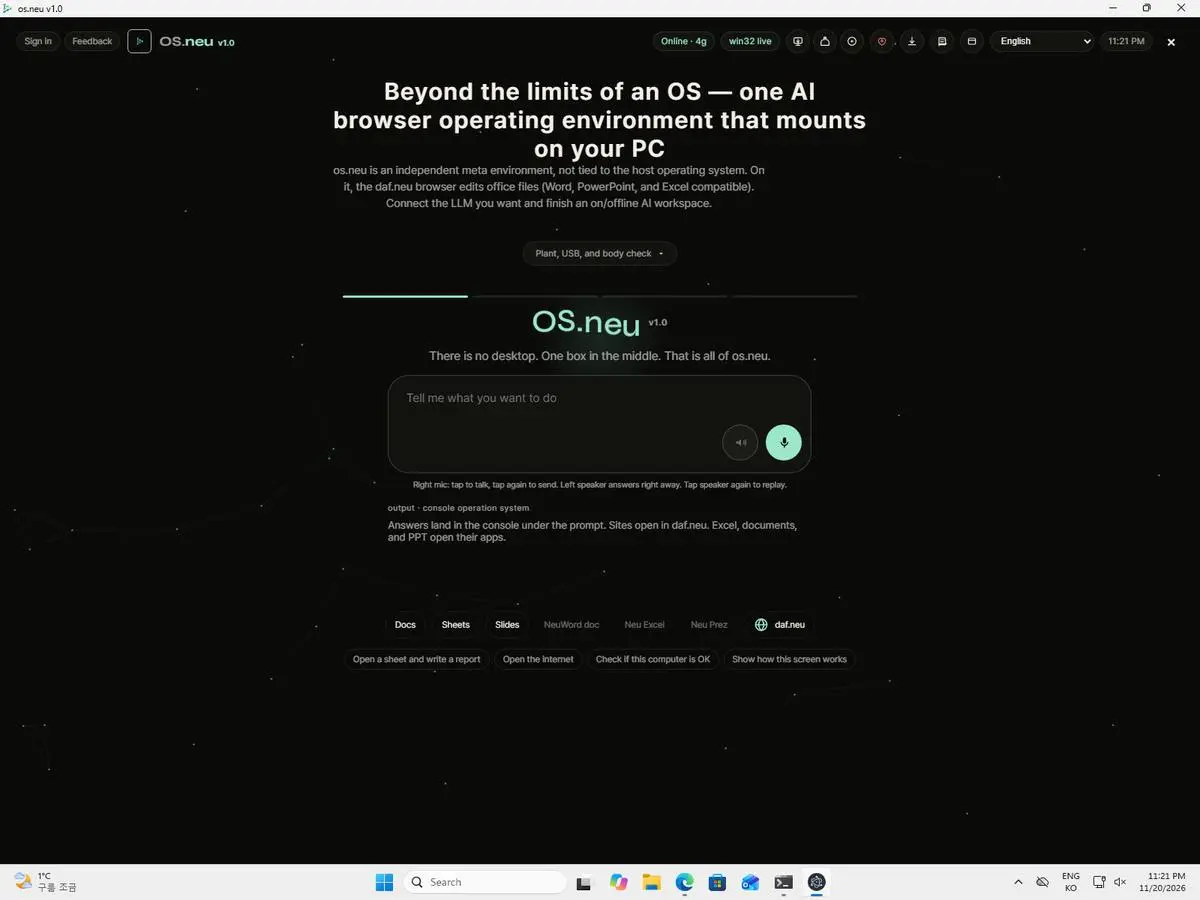 os.neu v1.0
Sign in
Feedback
OS.neu v1.0
Online · 4g
win32 live
English
11:21 PM
Beyond the limits of an OS — one AI
browser operating environment that mounts
on your PC
os.neu is an independent meta environment, not tied to the host operating system. On
it, the daf.neu browser edits office files (Word, PowerPoint, and Excel compatible).
Connect the LLM you want and finish an on/offline AI workspace.
Plant, USB, and body check
OS.neu v1.0
There is no desktop. One box in the middle. That is all of os.neu.
Tell me what you want to do
Right mic: tap to talk, tap again to send. Left speaker answers right away. Tap speaker again to replay.
output · console operation system
Answers land in the console under the prompt. Sites open in daf.neu. Excel, documents,
and PPT open their apps.
Docs
Sheets
Slides
NeuWord doc
Neu Excel
Neu Prez
daf.neu
Open a sheet and write a report
Open the Internet
Check if this computer is OK
Show how this screen works
1°C
구름 조금
Search
ENG
KO
11:21 PM
11/20/2026